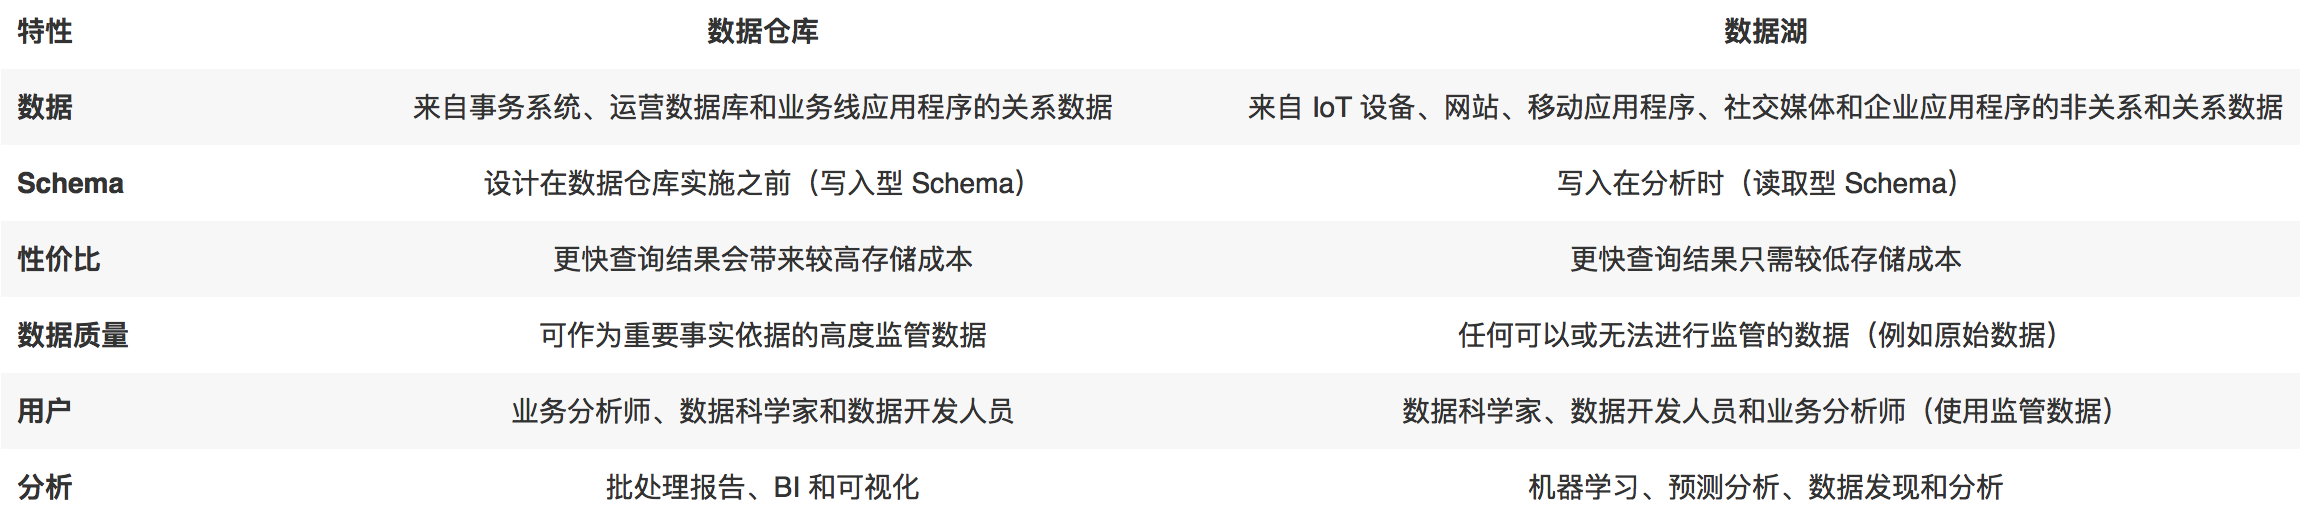 特性 数据仓库 数据湖
数据 来自事务系统、运营数据库和业务线应用程序的关系数据 来自 IoT 设备、网站、移动应用程序、社交媒体和企业应用程序的非关系和关系数据
Schema 设计在数据仓库实施之前（写入型 Schema） 写入在分析时（读取型 Schema）
性价比 更快查询结果会带来较高存储成本 更快查询结果只需较低存储成本
数据质量 可作为重要事实依据的高度监管数据 任何可以或无法进行监管的数据（例如原始数据）
用户 业务分析师、数据科学家和数据开发人员 数据科学家、数据开发人员和业务分析师（使用监管数据）
分析 批处理报告、BI 和可视化 机器学习、预测分析、数据发现和分析